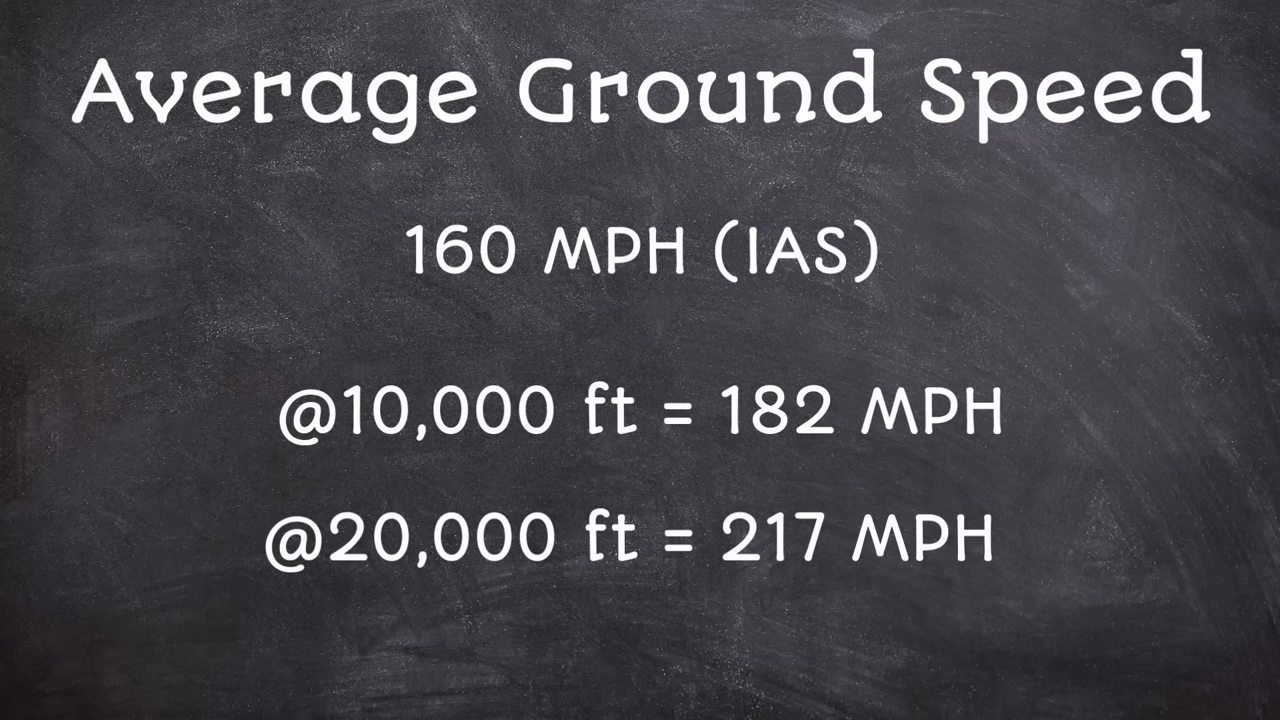 Average Ground Speed
160 MPH (IAS)
@10,000 ft = 182 MPH
@20,000 ft = 217 MPH